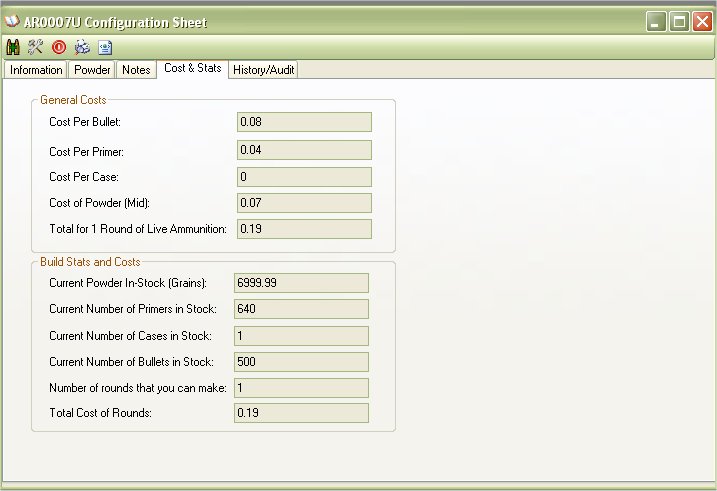 AR0007U Configuration Sheet
Information Powder Notes Cost & Stats History/Audit
General Costs
Cost Per Bullet: 0.08
Cost Per Primer: 0.04
Cost Per Case: 0
Cost of Powder (Mid): 0.07
Total for 1 Round of Live Ammunition: 0.19
Build Stats and Costs
Current Powder In-Stock (Grains): 6999.99
Current Number of Primers in Stock: 640
Current Number of Cases in Stock: 1
Current Number of Bullets in Stock: 500
Number of rounds that you can make: 1
Total Cost of Rounds: 0.19